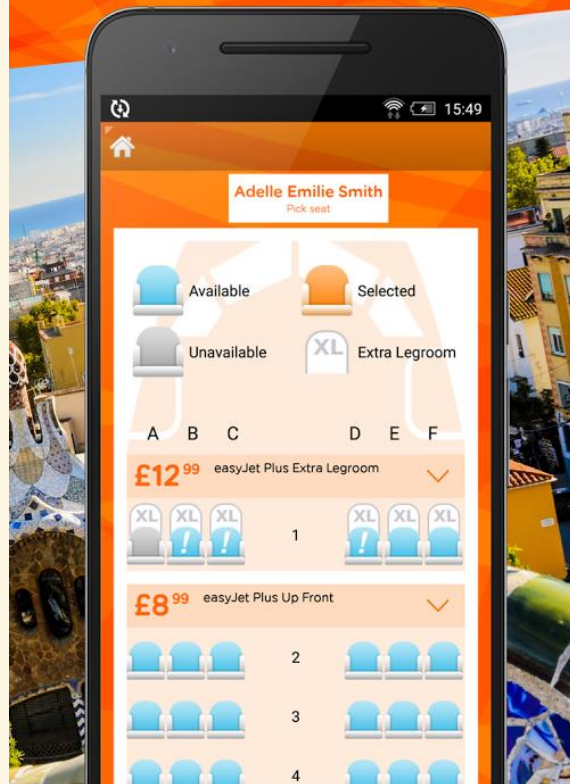 15:49
Adelle Emilie Smith
Pick seat
Available
Selected
Unavailable
XL Extra Legroom
A B C D E F
£12.99 easyJet Plus Extra Legroom
XL XL XL XL XL XL
! ! 1 !
£8.99 easyJet Plus Up Front
2
3
4